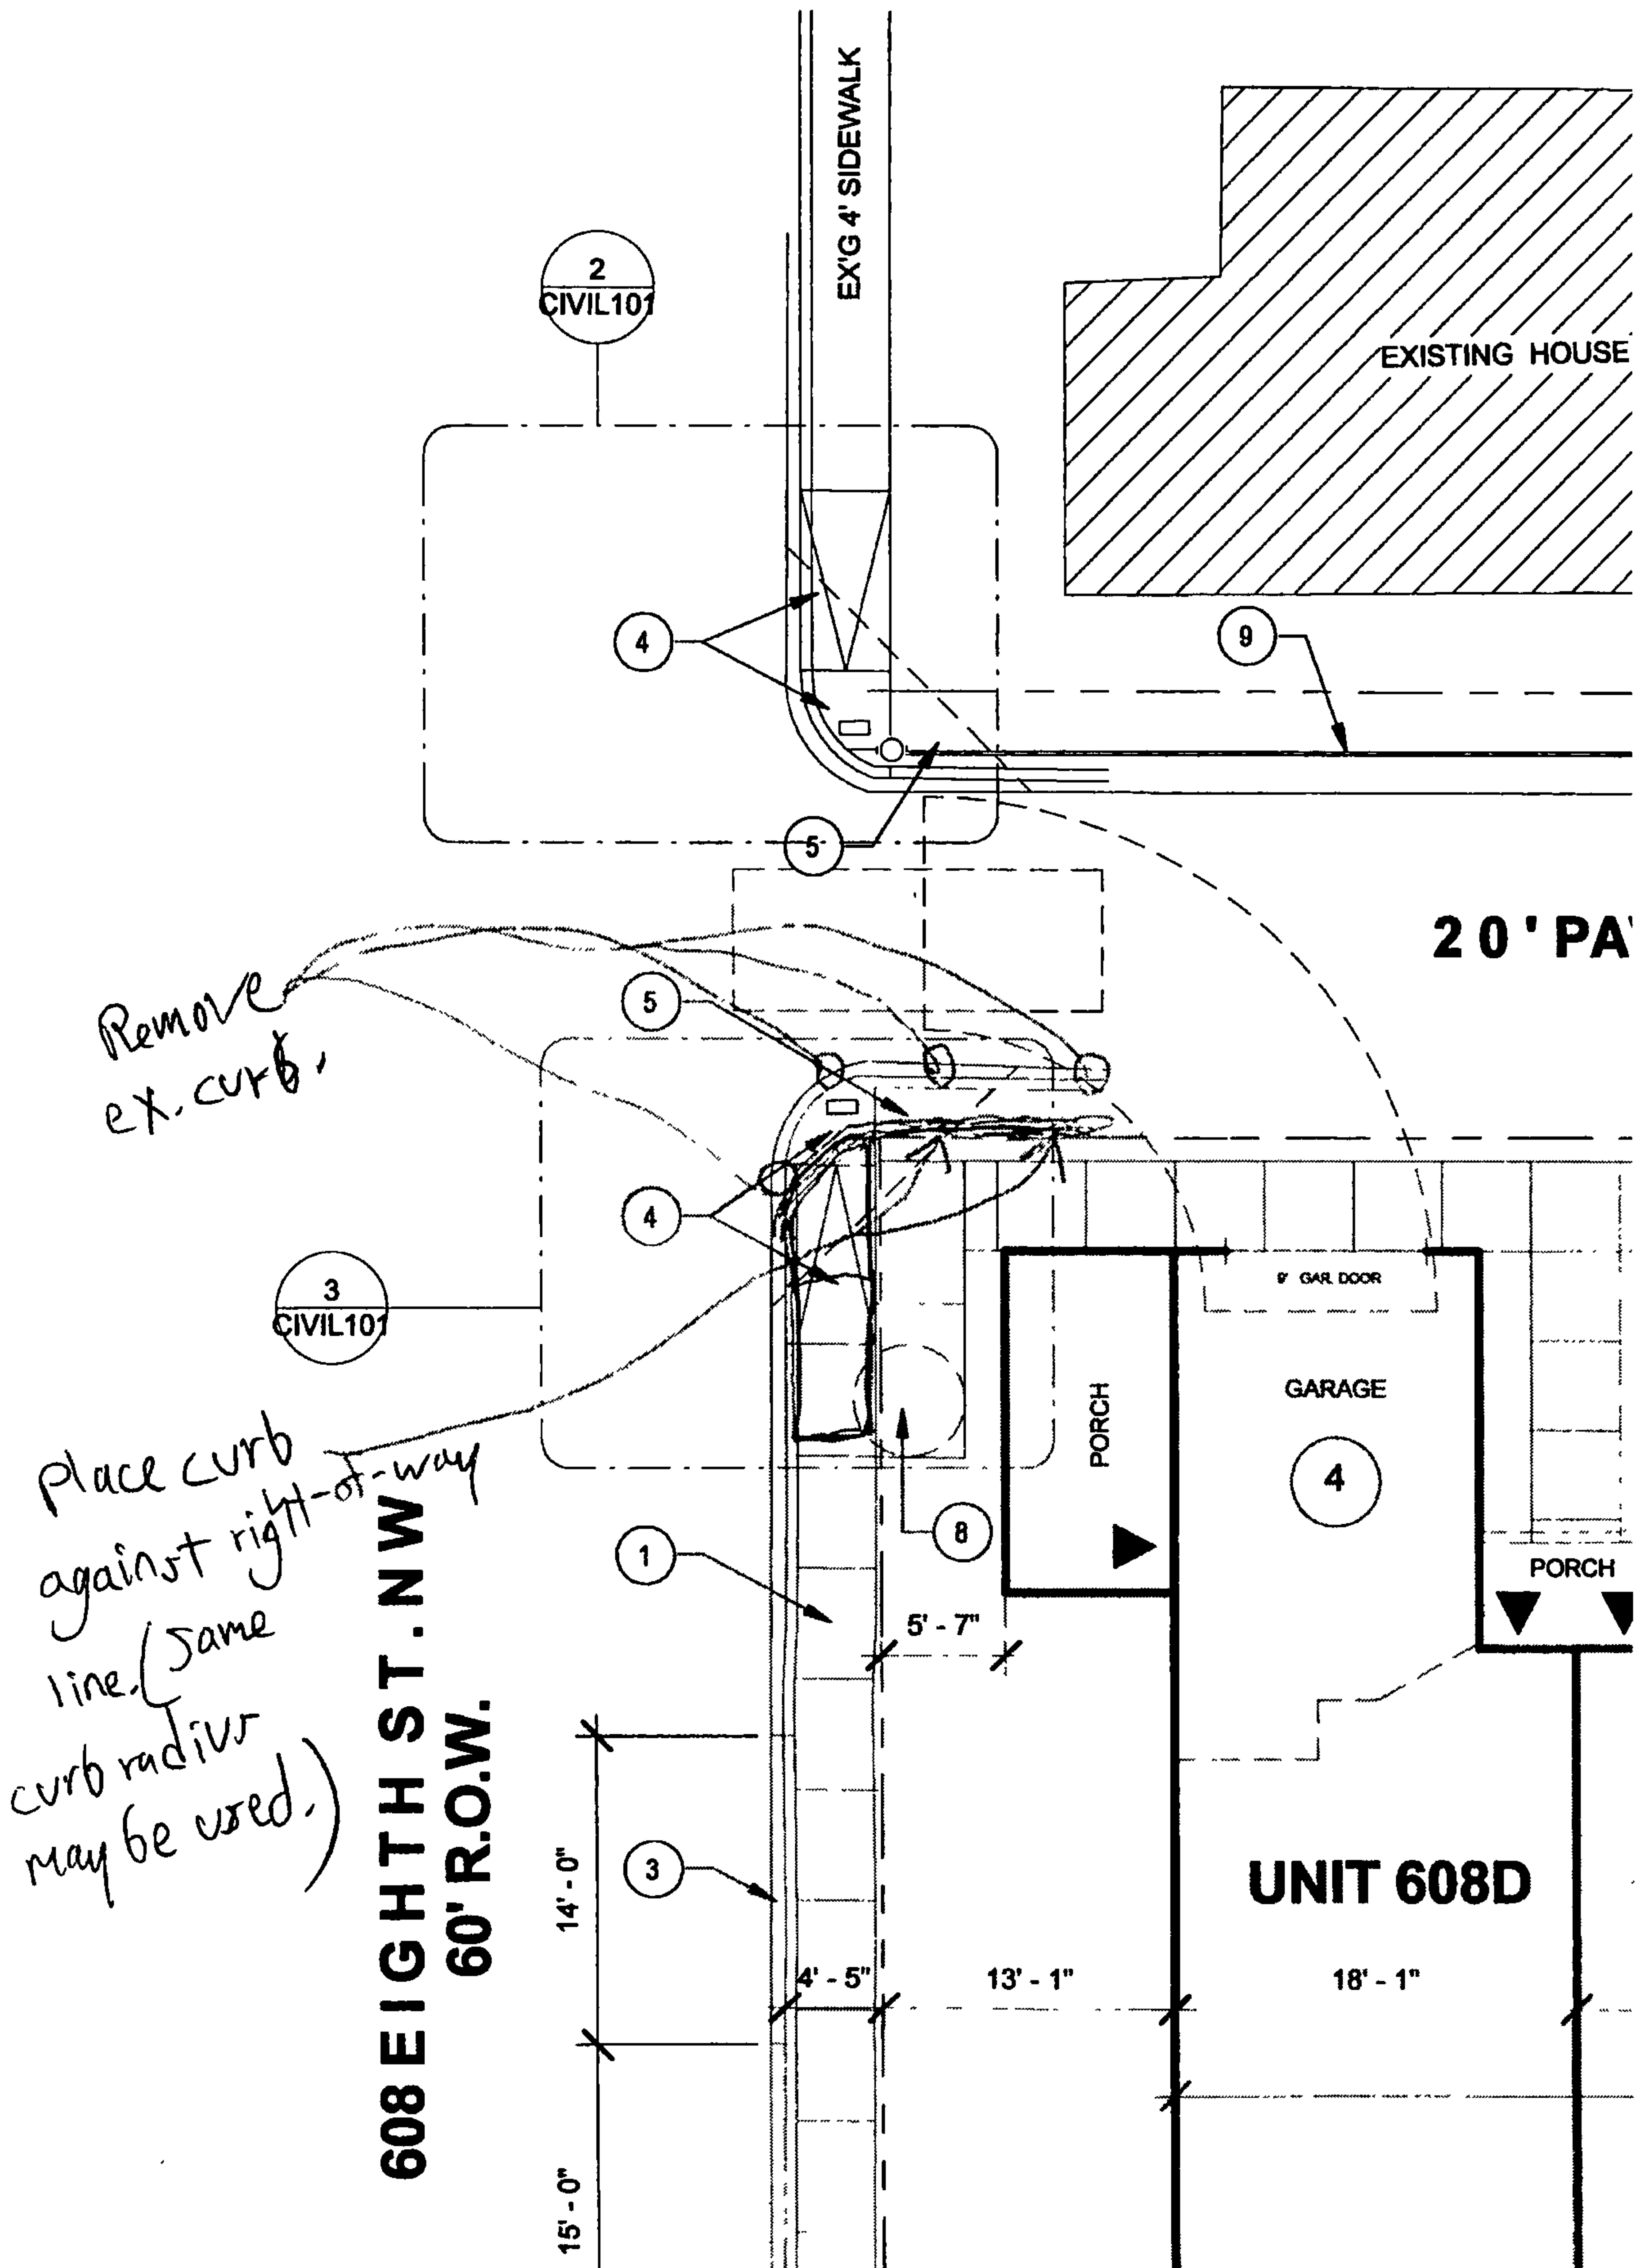 EX'G 4' SIDEWALK
2
CIVIL101
EXISTING HOUSE
4
9
5
20' PA
Remove
ex. curb.
5
4
3
CIVIL101
9' GAR. DOOR
PORCH
GARAGE
4
Place curb
against right-of-way
line. (same
curb radius
may be used.)
8
1
PORCH
5' - 7"
608 EIGHTH ST. NW
60' R.O.W.
14' - 0"
3
UNIT 608D
4' - 5"
13' - 1"
18' - 1"
15' - 0"